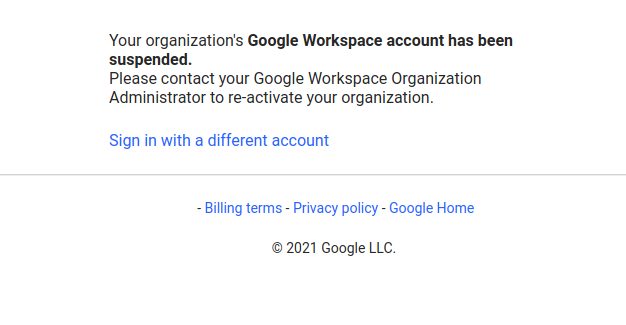 Your organization's Google Workspace account has been
suspended.
Please contact your Google Workspace Organization
Administrator to re-activate your organization.
Sign in with a different account
- Billing terms - Privacy policy - Google Home
© 2021 Google LLC.